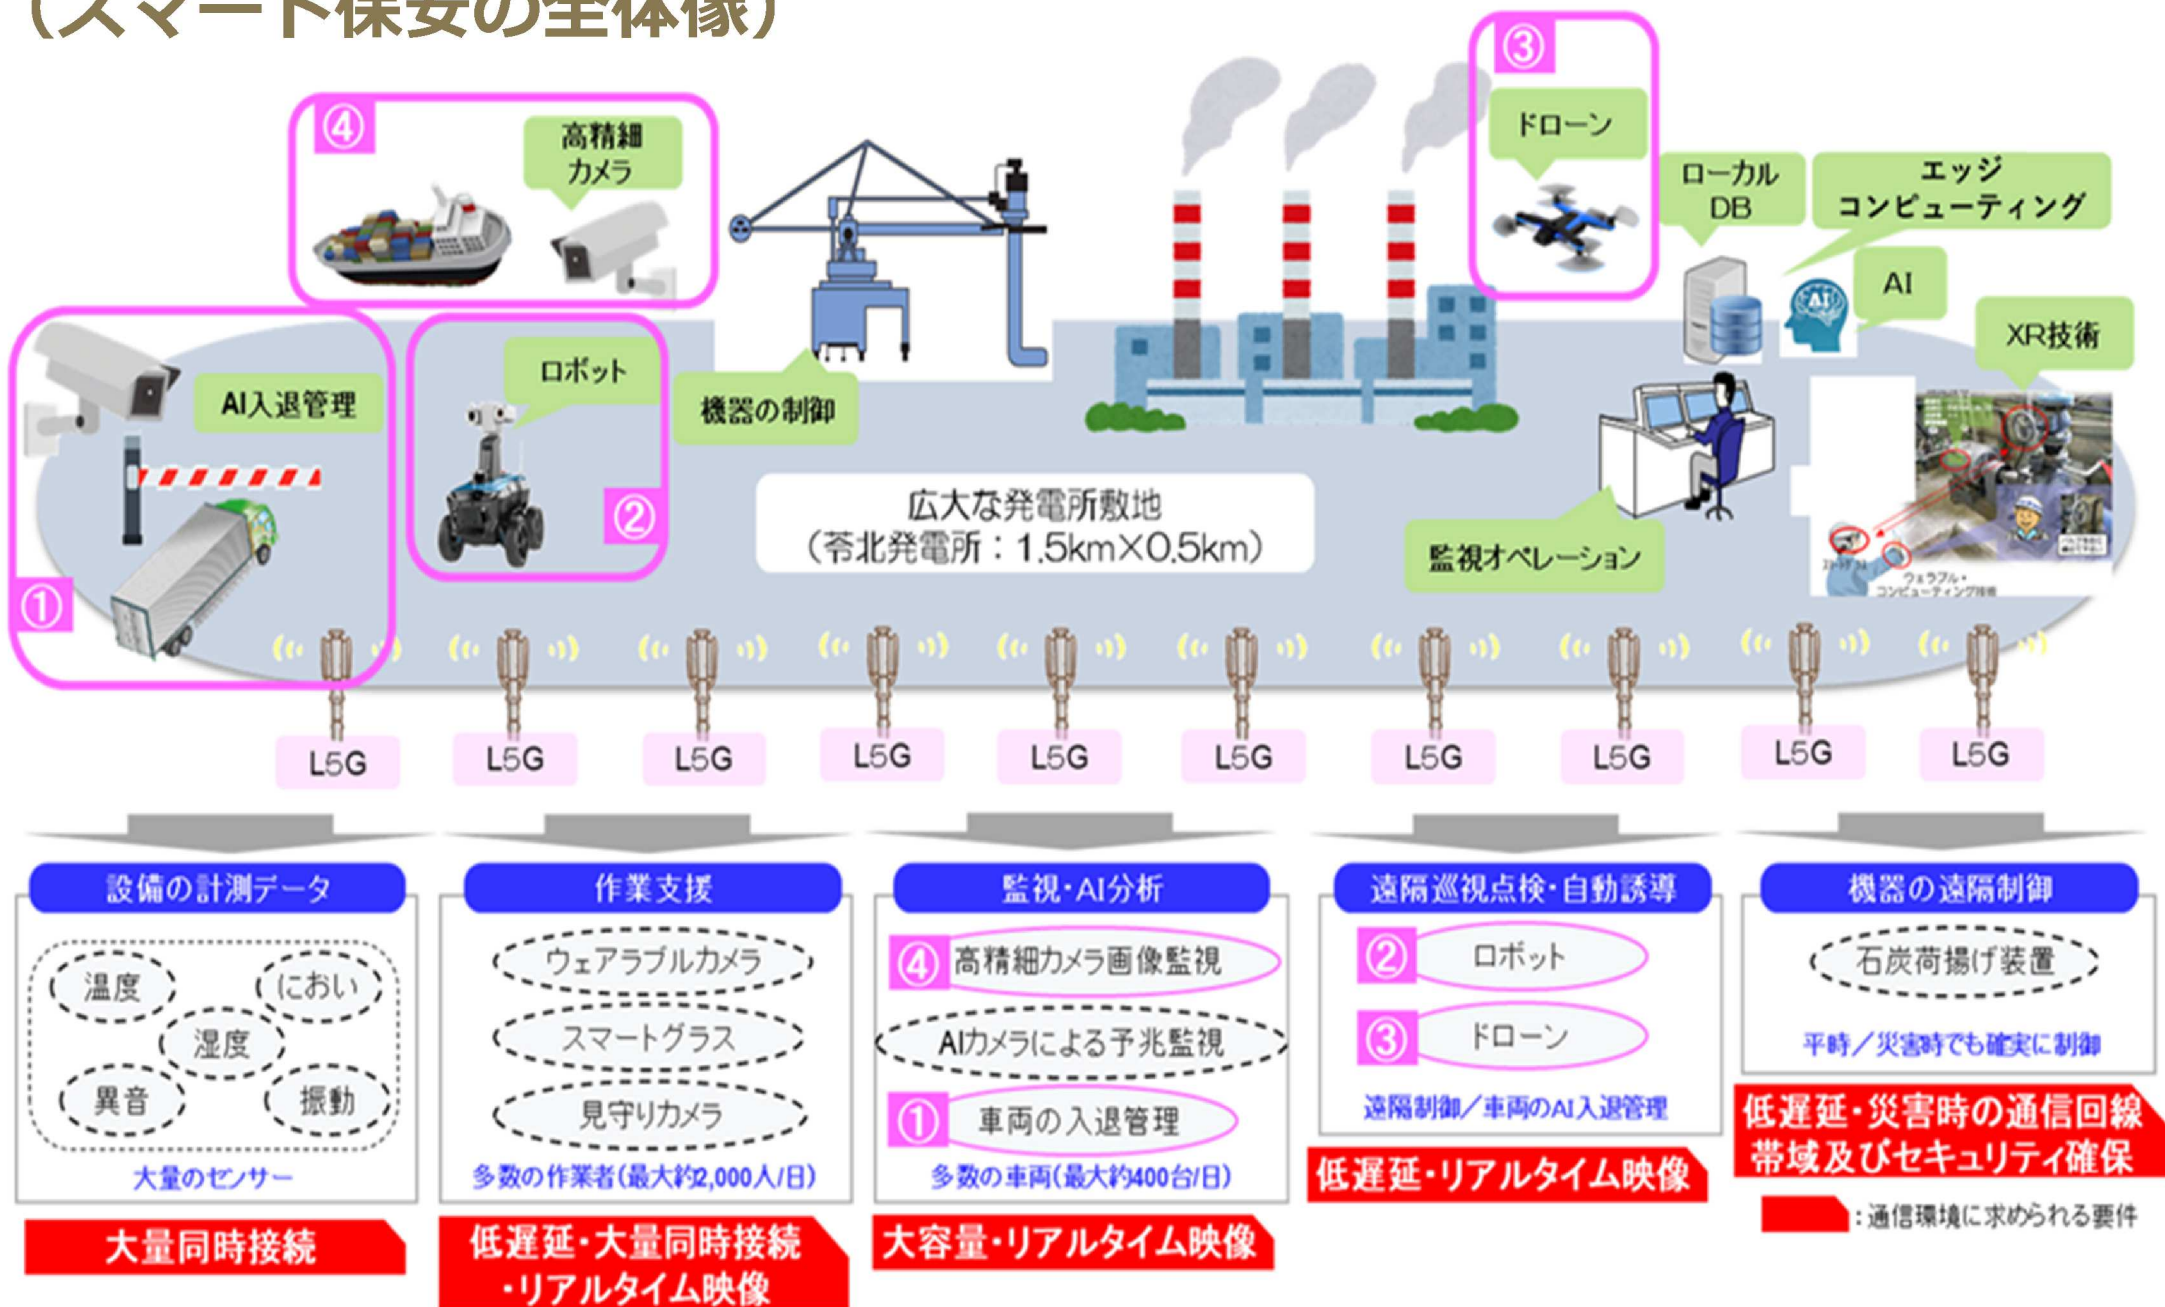 (スマート保安の全体像)
③
④
高精細
カメラ
ドローン
ローカル
DB
エッジ
コンピューティング
AI
AI
XR技術
AI入退管理
ロボット
機器の制御
②
広大な発電所敷地
(苓北発電所：1.5km×0.5km)
監視オペレーション
ウェラブル・
コンピューティング技術
①
L5G
L5G
L5G
L5G
L5G
L5G
L5G
L5G
L5G
L5G
設備の計測データ
温度
におい
湿度
異音
振動
大量のセンサー
大量同時接続
作業支援
ウェアラブルカメラ
スマートグラス
見守りカメラ
多数の作業者(最大約2,000人/日)
低遅延・大量同時接続
・リアルタイム映像
監視・AI分析
④ 高精細カメラ画像監視
AIカメラによる予兆監視
① 車両の入退管理
多数の車両(最大約400台/日)
大容量・リアルタイム映像
遠隔巡視点検・自動誘導
② ロボット
③ ドローン
遠隔制御／車両のAI入退管理
低遅延・リアルタイム映像
機器の遠隔制御
石炭荷揚げ装置
平時／災害時でも確実に制御
低遅延・災害時の通信回線
帯域及びセキュリティ確保
：通信環境に求められる要件